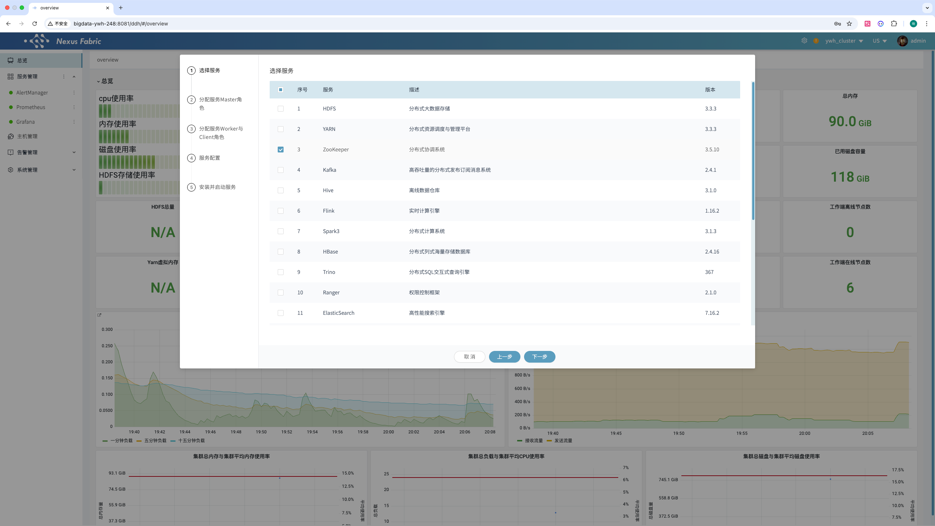 overview
不安全 bigdata-ywh-248:8081/ddh/#/overview
Nexus Fabric
ywh_cluster
US
admin
总览
服务管理
AlertManager
Prometheus
Grafana
主机管理
告警管理
系统管理
overview
总览
cpu使用率
内存使用率
磁盘使用率
HDFS存储使用率
HDFS总量
N/A
Yarn虚拟内存
N/A
总内存
90.0 GiB
已用磁盘容量
118 GiB
工作端离线节点数
0
工作端在线节点数
6
1 选择服务
2 分配服务Master角色
3 分配服务Worker与Client角色
4 服务配置
5 安装并启动服务
选择服务
序号 服务 描述 版本
1 HDFS 分布式大数据存储 3.3.3
2 YARN 分布式资源调度与管理平台 3.3.3
3 ZooKeeper 分布式协调系统 3.5.10
4 Kafka 高吞吐量的分布式发布订阅消息系统 2.4.1
5 Hive 离线数据仓库 3.1.0
6 Flink 实时计算引擎 1.16.2
7 Spark3 分布式计算系统 3.1.3
8 HBase 分布式列式海量存储数据库 2.4.16
9 Trino 分布式SQL交互式查询引擎 367
10 Ranger 权限控制框架 2.1.0
11 ElasticSearch 高性能搜索引擎 7.16.2
取 消 上一步 下一步
0.300
0.250
0.200
0.150
0.100
0.0500
0
19:40 19:42 19:44 19:46 19:48 19:50 19:52 19:54 19:56 19:58 20:00 20:02 20:04 20:06 20:08
一分钟负载 五分钟负载 十五分钟负载
800 B/s
600 B/s
400 B/s
200 B/s
0 B/s
19:40 19:45 19:50 19:55 20:00 20:05
接收流量 发送流量
集群总内存与集群平均内存使用率
93.1 GiB
74.5 GiB
55.9 GiB
37.3 GiB
15.0%
12.5%
10.0%
7.5%
集群总负载与集群平均CPU使用率
25
20
15
10
7%
6%
5%
4%
3%
集群总磁盘与集群平均磁盘使用率
745.1 GiB
558.8 GiB
372.5 GiB
17.5%
15.0%
12.5%
10.0%
7.5%